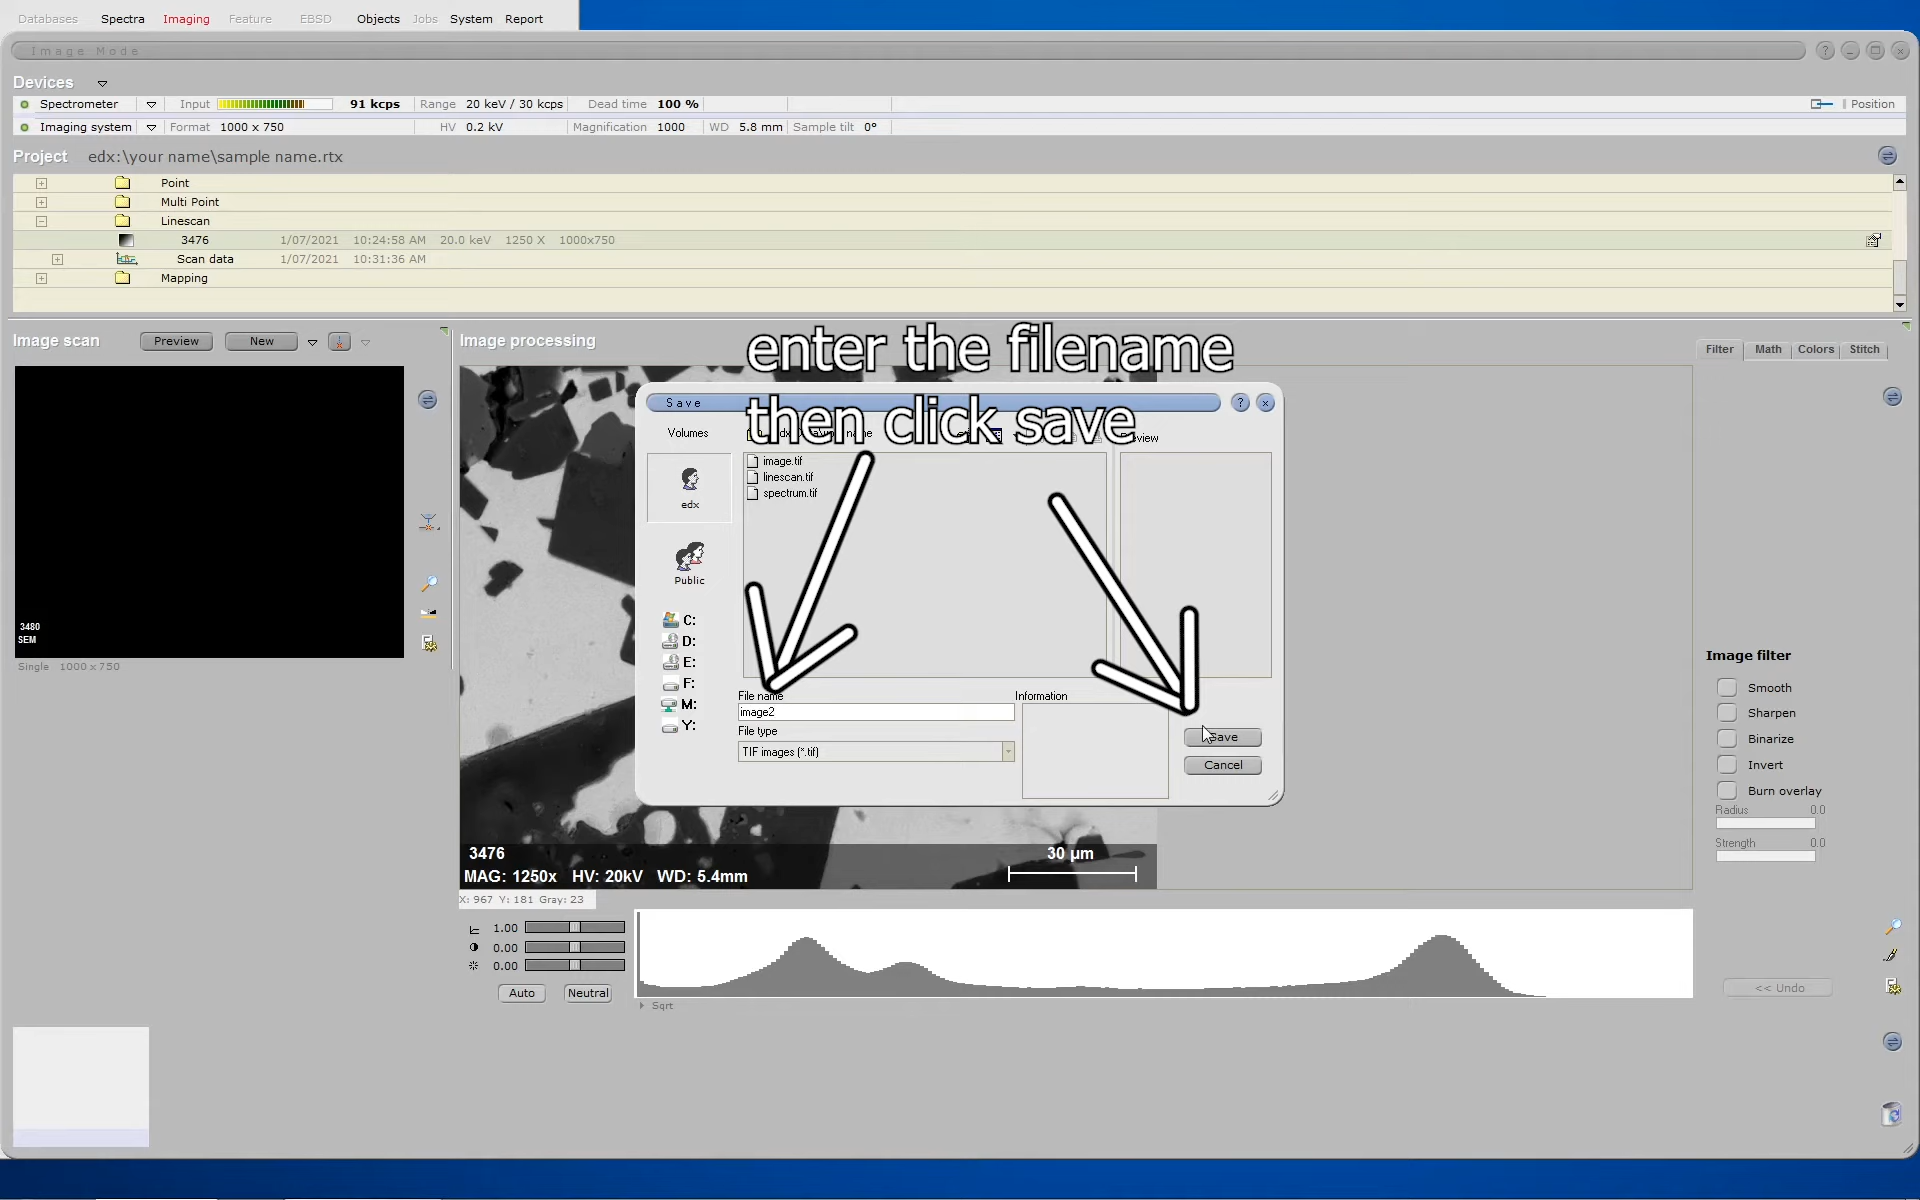 Databases Spectra Imaging Feature EBSD Objects Jobs System Report
Image Mode
Devices
Spectrometer Input 91 kcps Range 20 keV / 30 kcps Dead time 100 % Position
Imaging system Format 1000 x 750 HV 0.2 kV Magnification 1000 WD 5.8 mm Sample tilt 0°
Project edx:\your name\sample name.rtx
Point
Multi Point
Linescan
3476 1/07/2021 10:24:58 AM 20.0 keV 1250 X 1000x750
Scan data 1/07/2021 10:31:36 AM
Mapping
Image scan Preview New
Image processing
Filter Math Colors Stitch
enter the filename
then click save
Save
Volumes
name
edx
Public
C:
D:
E:
F:
M:
Y:
image.tif
linescan.tif
spectrum.tif
File name
image2
File type
TIF images (*.tif)
Information
Save
Cancel
3480
SEM
Single 1000 x 750
Image filter
Smooth
Sharpen
Binarize
Invert
Burn overlay
Radius 0.0
Strength 0.0
3476 30 µm
MAG: 1250x HV: 20kV WD: 5.4mm
X: 967 Y: 181 Gray: 23
1.00
0.00
0.00
Auto Neutral
Sqrt
<< Undo